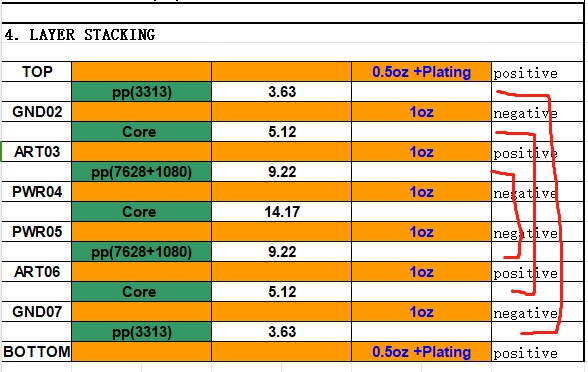 4. LAYER STACKING
TOP 0.5oz +Plating positive
pp(3313) 3.63
GND02 1oz negative
Core 5.12
ART03 1oz positive
pp(7628+1080) 9.22
PWR04 1oz negative
Core 14.17
PWR05 1oz negative
pp(7628+1080) 9.22
ART06 1oz positive
Core 5.12
GND07 1oz negative
pp(3313) 3.63
BOTTOM 0.5oz +Plating positive